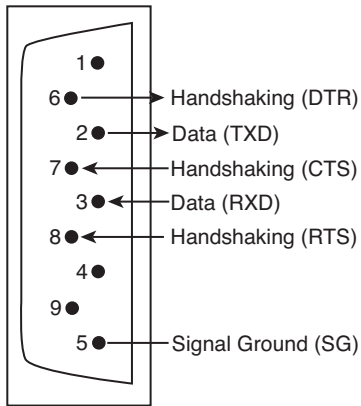 1
6 Handshaking (DTR)
2 Data (TXD)
7 Handshaking (CTS)
3 Data (RXD)
8 Handshaking (RTS)
4
9
5 Signal Ground (SG)